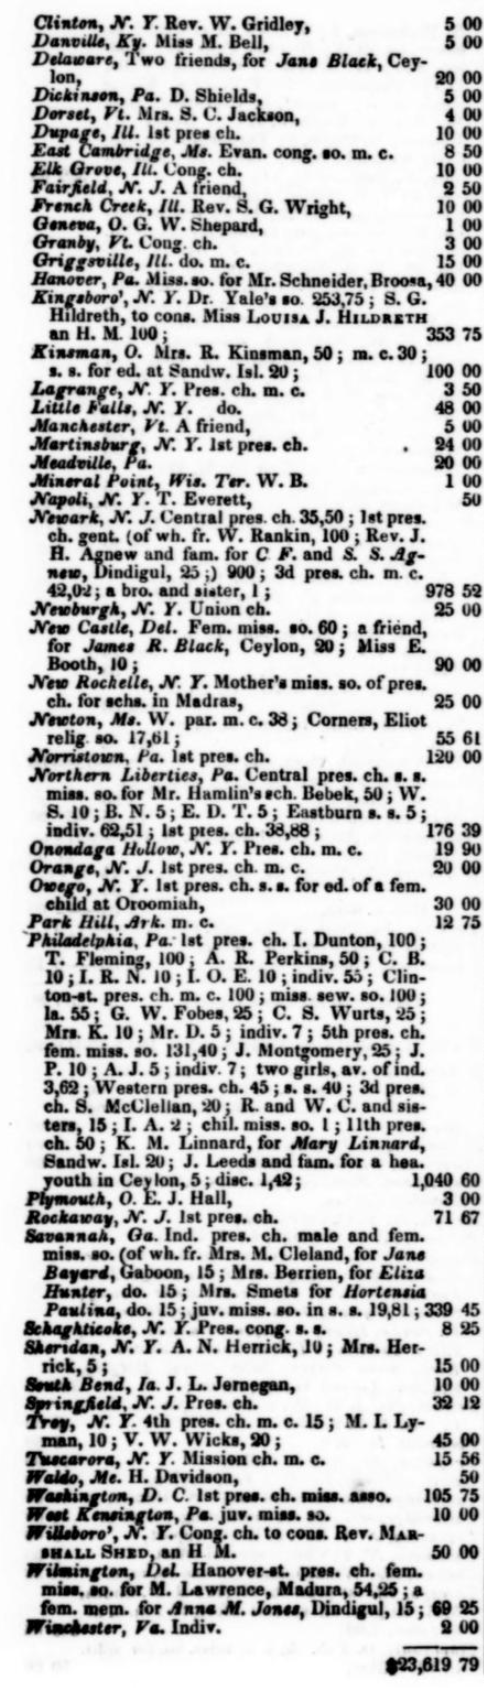 Clinton, N. Y. Rev. W. Gridley, 5 00
Danville, Ky. Miss M. Bell, 5 00
Delaware, Two friends, for Jane Black, Cey-
lon, 20 00
Dickinson, Pa. D. Shields, 5 00
Dorset, Vt. Mrs. S. C. Jackson, 4 00
Dupage, Ill. 1st pres ch. 10 00
East Cambridge, Ms. Evan. cong. so. m. c. 8 50
Elk Grove, Ill. Cong. ch. 10 00
Fairfield, N. J. A friend, 2 50
French Creek, Ill. Rev. S. G. Wright, 10 00
Geneva, O. G. W. Shepard, 1 00
Granby, Vt. Cong. ch. 3 00
Griggsville, Ill. do. m. c. 15 00
Hanover, Pa. Miss. so. for Mr. Schneider, Broosa, 40 00
Kingsboro', N. Y. Dr. Yale's so. 253,75; S. G.
Hildreth, to cons. Miss LOUISA J. HILDRETH
an H. M. 100; 353 75
Kinsman, O. Mrs. R. Kinsman, 50; m. c. 30;
s. s. for ed. at Sandw. Isl. 20; 100 00
Lagrange, N. Y. Pres. ch. m. c. 3 50
Little Falls, N. Y. do. 48 00
Manchester, Vt. A friend, 5 00
Martinsburg, N. Y. 1st pres. ch. 24 00
Meadville, Pa. 20 00
Mineral Point, Wis. Ter. W. B. 1 00
Napoli, N. Y. T. Everett, 50
Newark, N. J. Central pres. ch. 35,50; 1st pres.
ch. gent. (of wh. fr. W. Rankin, 100; Rev. J.
H. Agnew and fam. for C F. and S. S. Ag-
new, Dindigul, 25;) 900; 3d pres. ch. m. c.
42,02; a bro. and sister, 1; 978 52
Newburgh, N. Y. Union ch. 25 00
New Castle, Del. Fem. miss. so. 60; a friend,
for James R. Black, Ceylon, 20; Miss E.
Booth, 10; 90 00
New Rochelle, N. Y. Mother's miss. so. of pres.
ch. for schs. in Madras, 25 00
Newton, Ms. W. par. m. c. 38; Corners, Eliot
relig. so. 17,61; 55 61
Norristown, Pa. 1st pres. ch. 120 00
Northern Liberties, Pa. Central pres. ch. s. s.
miss. so. for Mr. Hamlin's sch. Bebek, 50; W.
S. 10; B. N. 5; E. D. T. 5; Eastburn s. s. 5;
indiv. 62,51; 1st pres. ch. 38,88; 176 39
Onondaga Hollow, N. Y. Pres. ch. m. c. 19 90
Orange, N. J. 1st pres. ch. m. c. 20 00
Owego, N. Y. 1st pres. ch. s. s. for ed. of a fem.
child at Oroomiah, 30 00
Park Hill, Ark. m. c. 12 75
Philadelphia, Pa. 1st pres. ch. I. Dunton, 100;
T. Fleming, 100; A. R. Perkins, 50; C. B.
10; I. R. N. 10; I. O. E. 10; indiv. 55; Clin-
ton-st. pres. ch. m. c. 100; miss. sew. so. 100;
la. 55; G. W. Fobes, 25; C. S. Wurts, 25;
Mrs. K. 10; Mr. D. 5; indiv. 7; 5th pres. ch.
fem. miss. so. 131,40; J. Montgomery, 25; J.
P. 10; A. J. 5; indiv. 7; two girls, av. of ind.
3,62; Western pres. ch. 45; s. s. 40; 3d pres.
ch. S. McClellan, 20; R. and W. C. and sis-
ters, 15; I. A. 2; chil. miss. so. 1; 11th pres.
ch. 50; K. M. Linnard, for Mary Linnard,
Sandw. Isl. 20; J. Leeds and fam. for a hea.
youth in Ceylon, 5; disc. 1,42; 1,040 60
Plymouth, O. E. J. Hall, 3 00
Rockaway, N. J. 1st pres. ch. 71 67
Savannah, Ga. Ind. pres. ch. male and fem.
miss. so. (of wh. fr. Mrs. M. Cleland, for Jane
Bayard, Gaboon, 15; Mrs. Berrien, for Eliza
Hunter, do. 15; Mrs. Smets for Hortensia
Paulina, do. 15; juv. miss. so. in s. s. 19,81; 339 45
Schaghticoke, N. Y. Pres. cong. s. s. 8 25
Sheridan, N. Y. A. N. Herrick, 10; Mrs. Her-
rick, 5; 15 00
South Bend, Ia. J. L. Jernegan, 10 00
Springfield, N. J. Pres. ch. 32 12
Troy, N. Y. 4th pres. ch. m. c. 15; M. I. Ly-
man, 10; V. W. Wicks, 20; 45 00
Tuscarora, N. Y. Mission ch. m. c. 15 56
Waldo, Me. H. Davidson, 50
Washington, D. C. 1st pres. ch. miss. asso. 105 75
West Kensington, Pa. juv. miss. so. 10 00
Willsboro', N. Y. Cong. ch. to cons. Rev. MAR-
SHALL SHED, an H M. 50 00
Wilmington, Del. Hanover-st. pres. ch. fem.
miss. so. for M. Lawrence, Madura, 54,25; a
fem. mem. for Anna M. Jones, Dindigul, 15; 69 25
Winchester, Va. Indiv. 2 00
$23,619 79